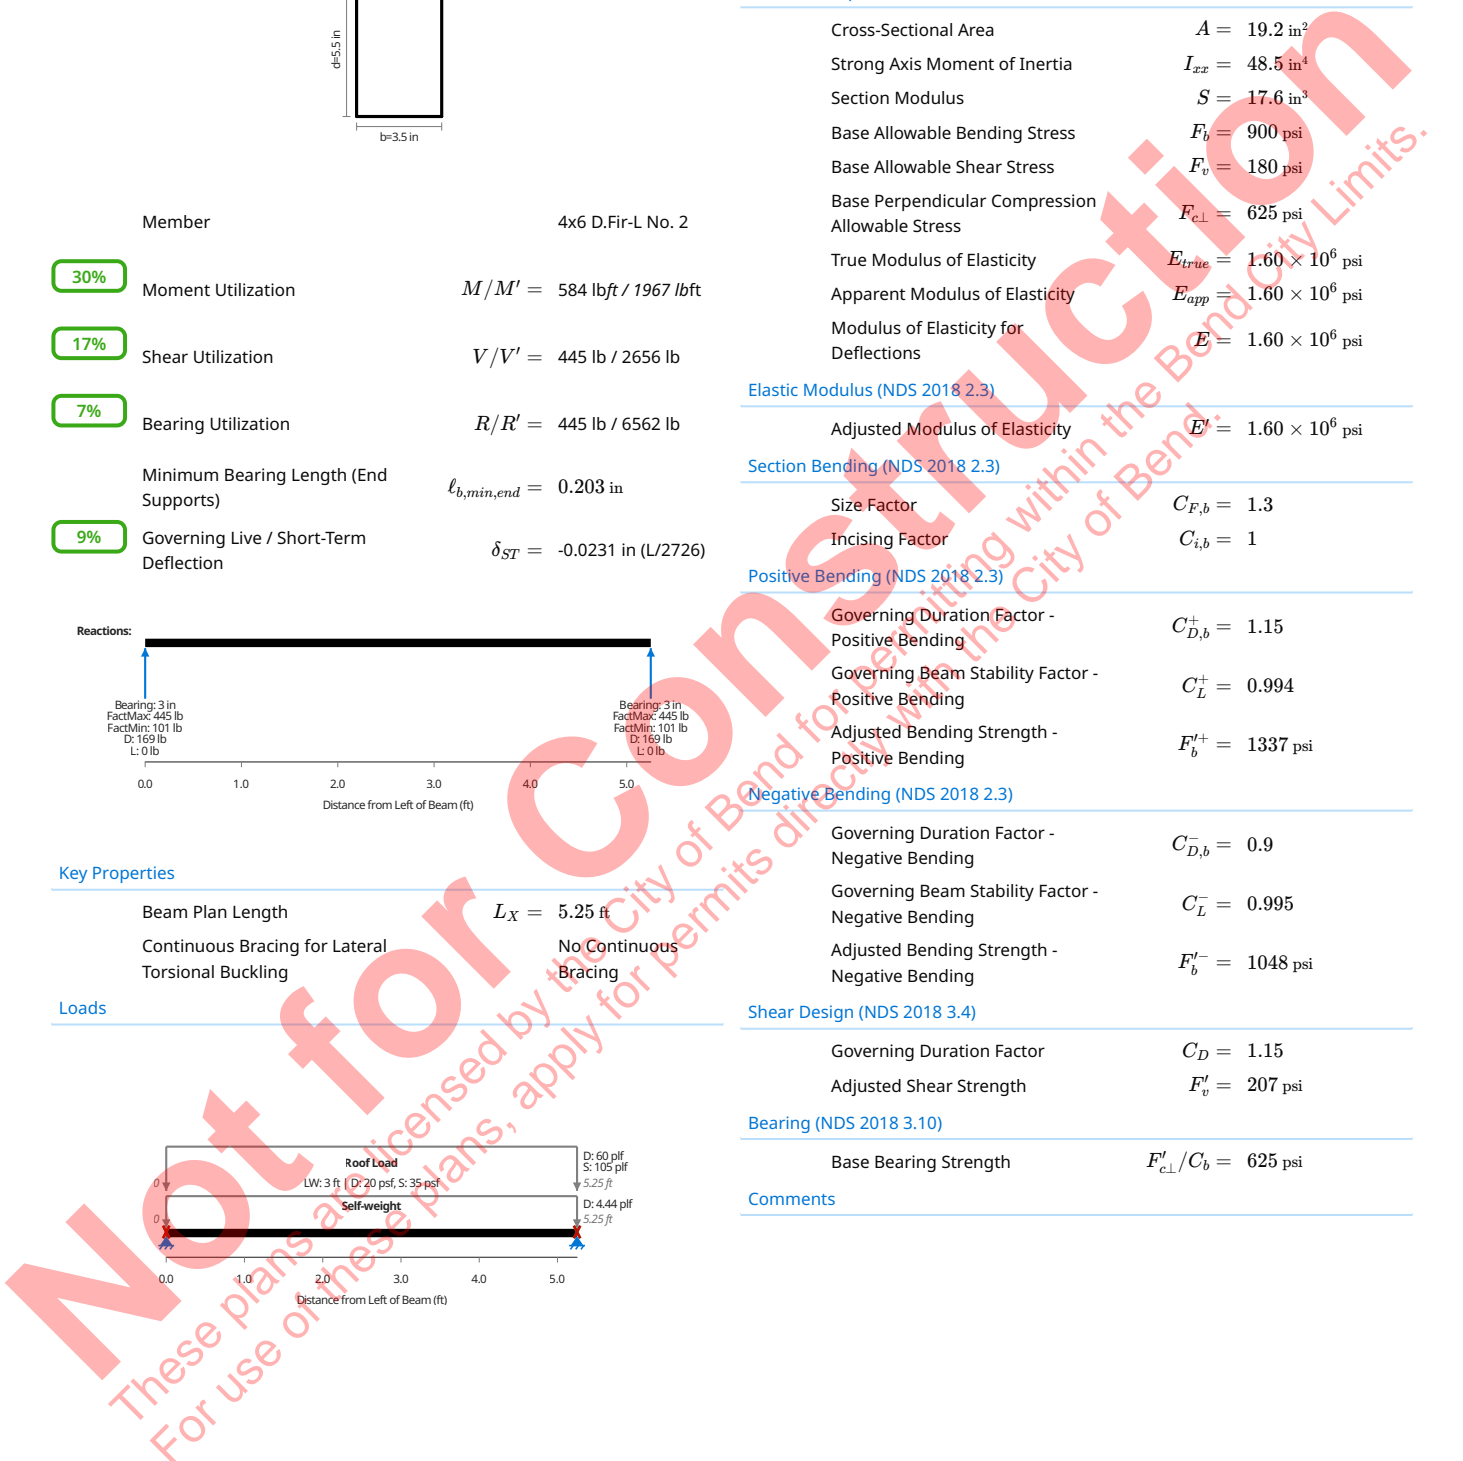 d=5.5 in
b=3.5 in
Member 4x6 D.Fir-L No. 2
30%
Moment Utilization M/M′ = 584 lbft / 1967 lbft
17%
Shear Utilization V/V′ = 445 lb / 2656 lb
7%
Bearing Utilization R/R′ = 445 lb / 6562 lb
Minimum Bearing Length (End
Supports) ℓb,min,end = 0.203 in
9%
Governing Live / Short-Term
Deflection δST = -0.0231 in (L/2726)
Reactions:
Bearing: 3 in
FactMax: 445 lb
FactMin: 101 lb
D: 169 lb
L: 0 lb
Bearing: 3 in
FactMax: 445 lb
FactMin: 101 lb
D: 169 lb
L: 0 lb
0.0 1.0 2.0 3.0 4.0 5.0
Distance from Left of Beam (ft)
Key Properties
Beam Plan Length LX = 5.25 ft
Continuous Bracing for Lateral
Torsional Buckling
No Continuous
Bracing
Loads
Roof Load
LW: 3 ft | D: 20 psf, S: 35 psf
0
D: 60 plf
S: 105 plf
5.25 ft
Self-weight
0
D: 4.44 plf
5.25 ft
0.0 1.0 2.0 3.0 4.0 5.0
Distance from Left of Beam (ft)
Cross-Sectional Area A = 19.2 in²
Strong Axis Moment of Inertia Ixx = 48.5 in⁴
Section Modulus S = 17.6 in³
Base Allowable Bending Stress Fb = 900 psi
Base Allowable Shear Stress Fv = 180 psi
Base Perpendicular Compression
Allowable Stress Fc⊥ = 625 psi
True Modulus of Elasticity Etrue = 1.60 × 10⁶ psi
Apparent Modulus of Elasticity Eapp = 1.60 × 10⁶ psi
Modulus of Elasticity for
Deflections E = 1.60 × 10⁶ psi
Elastic Modulus (NDS 2018 2.3)
Adjusted Modulus of Elasticity E′ = 1.60 × 10⁶ psi
Section Bending (NDS 2018 2.3)
Size Factor CF,b = 1.3
Incising Factor Ci,b = 1
Positive Bending (NDS 2018 2.3)
Governing Duration Factor -
Positive Bending C⁺D,b = 1.15
Governing Beam Stability Factor -
Positive Bending C⁺L = 0.994
Adjusted Bending Strength -
Positive Bending F′⁺b = 1337 psi
Negative Bending (NDS 2018 2.3)
Governing Duration Factor -
Negative Bending C⁻D,b = 0.9
Governing Beam Stability Factor -
Negative Bending C⁻L = 0.995
Adjusted Bending Strength -
Negative Bending F′⁻b = 1048 psi
Shear Design (NDS 2018 3.4)
Governing Duration Factor CD = 1.15
Adjusted Shear Strength F′v = 207 psi
Bearing (NDS 2018 3.10)
Base Bearing Strength F′c⊥/Cb = 625 psi
Comments
Not for Construction
These plans are licensed by the City of Bend for permitting within the Bend City Limits.
For use of these plans, apply for permits directly with the City of Bend.